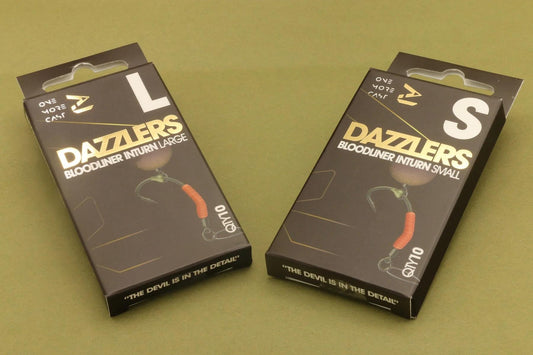 ONE
MORE
CAST
L
DAZZLERS
BLOODLINER INTURN LARGE
QTY10
"THE DEVIL IS IN THE DETAIL"
ONE
MORE
CAST
S
DAZZLERS
BLOODLINER INTURN SMALL
QTY10
"THE DEVIL IS IN THE DETAIL"